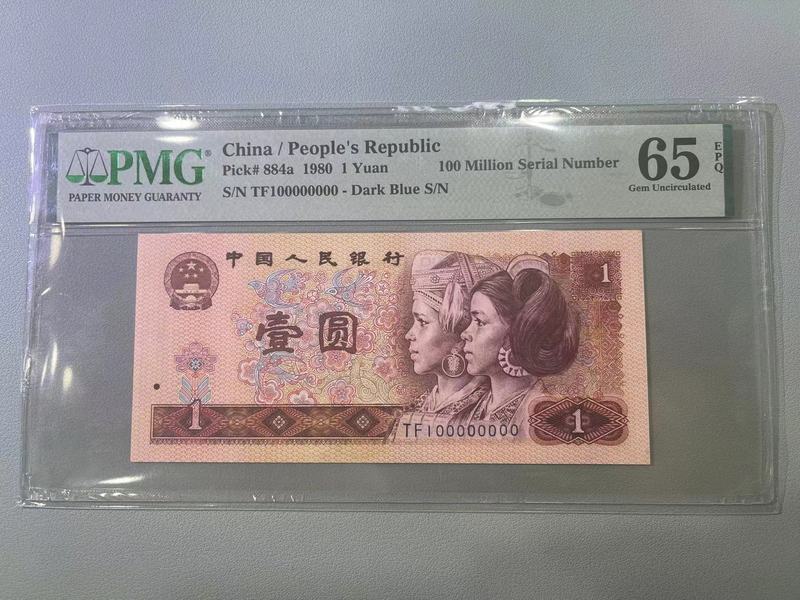 PMG®
PAPER MONEY GUARANTY
China / People's Republic
Pick# 884a 1980 1 Yuan
S/N TF100000000 - Dark Blue S/N
100 Million Serial Number
65
EPQ
Gem Uncirculated
中国人民银行
1
壹圆
1
1
TF100000000